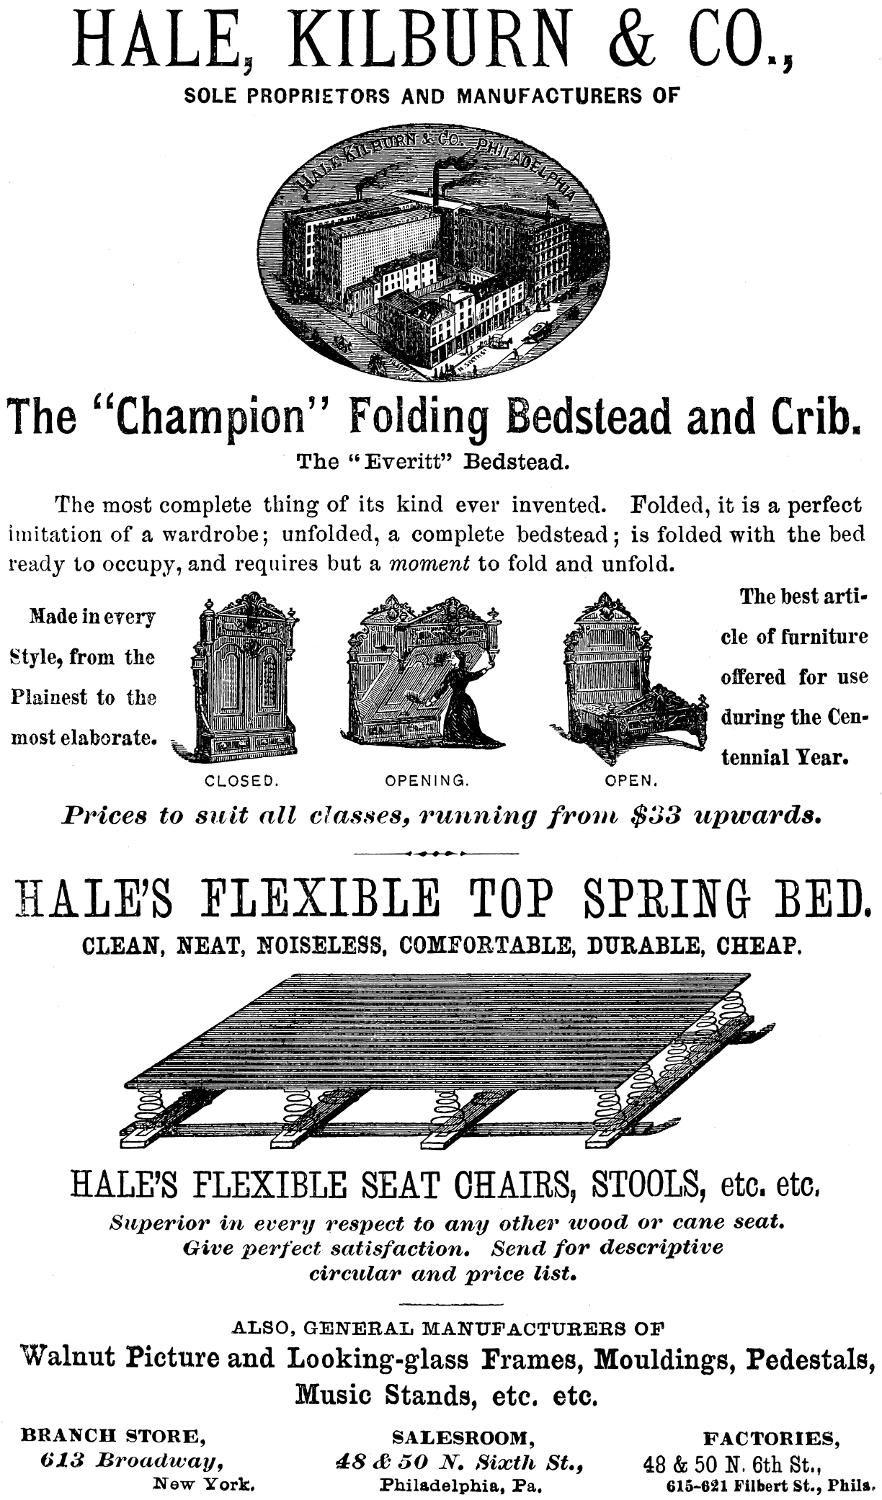 HALE, KILBURN & CO.,
SOLE PROPRIETORS AND MANUFACTURERS OF
HALE KILBURN & CO. PHILADELPHIA
The "Champion" Folding Bedstead and Crib.
The "Everitt" Bedstead.
The most complete thing of its kind ever invented. Folded, it is a perfect
imitation of a wardrobe; unfolded, a complete bedstead; is folded with the bed
ready to occupy, and requires but a moment to fold and unfold.
Made in every
Style, from the
Plainest to the
most elaborate.
The best arti-
cle of furniture
offered for use
during the Cen-
tennial Year.
CLOSED.
OPENING.
OPEN.
Prices to suit all classes, running from $33 upwards.
HALE'S FLEXIBLE TOP SPRING BED.
CLEAN, NEAT, NOISELESS, COMFORTABLE, DURABLE, CHEAP.
HALE'S FLEXIBLE SEAT CHAIRS, STOOLS, etc. etc.
Superior in every respect to any other wood or cane seat.
Give perfect satisfaction. Send for descriptive
circular and price list.
ALSO, GENERAL MANUFACTURERS OF
Walnut Picture and Looking-glass Frames, Mouldings, Pedestals,
Music Stands, etc. etc.
BRANCH STORE,
613 Broadway,
New York.
SALESROOM,
48 & 50 N. Sixth St.,
Philadelphia, Pa.
FACTORIES,
48 & 50 N. 6th St.,
615-621 Filbert St., Phila.